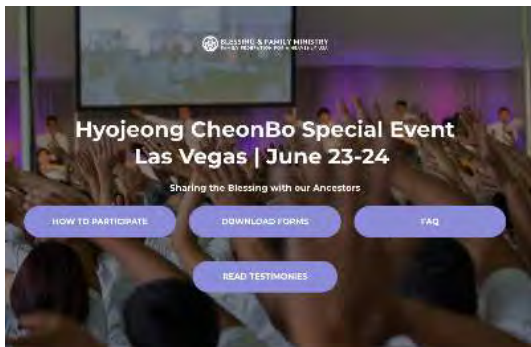 BLESSING & FAMILY MINISTRY
Hyojeong CheonBo Special Event
Las Vegas | June 23-24
Sharing the Blessing with our Ancestors
HOW TO PARTICIPATE
DOWNLOAD FORMS
FAQ
READ TESTIMONIES